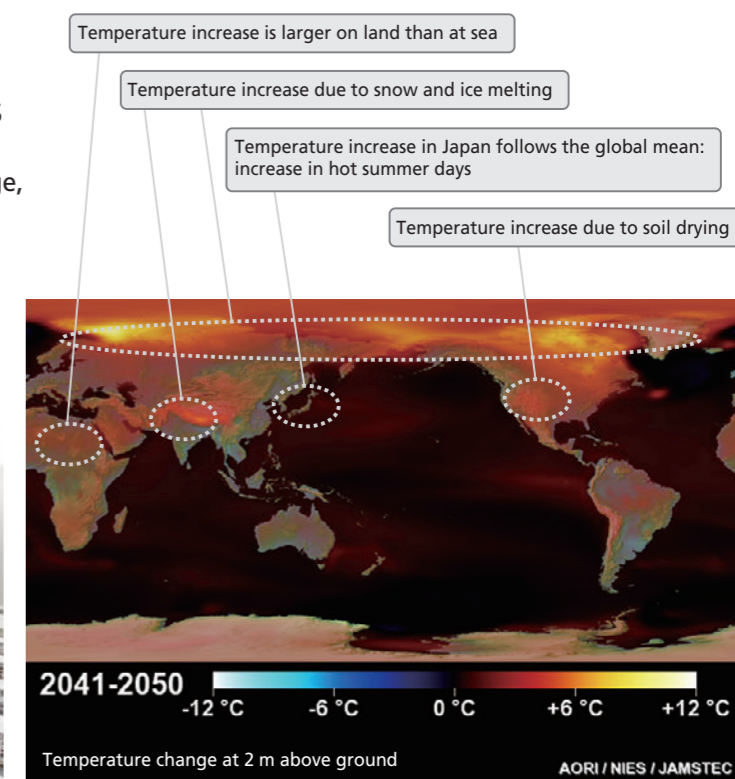 Temperature increase is larger on land than at sea
Temperature increase due to snow and ice melting
Temperature increase in Japan follows the global mean:
increase in hot summer days
Temperature increase due to soil drying
2041-2050
-12 °C -6 °C 0 °C +6 °C +12 °C
Temperature change at 2 m above ground
AORI / NIES / JAMSTEC